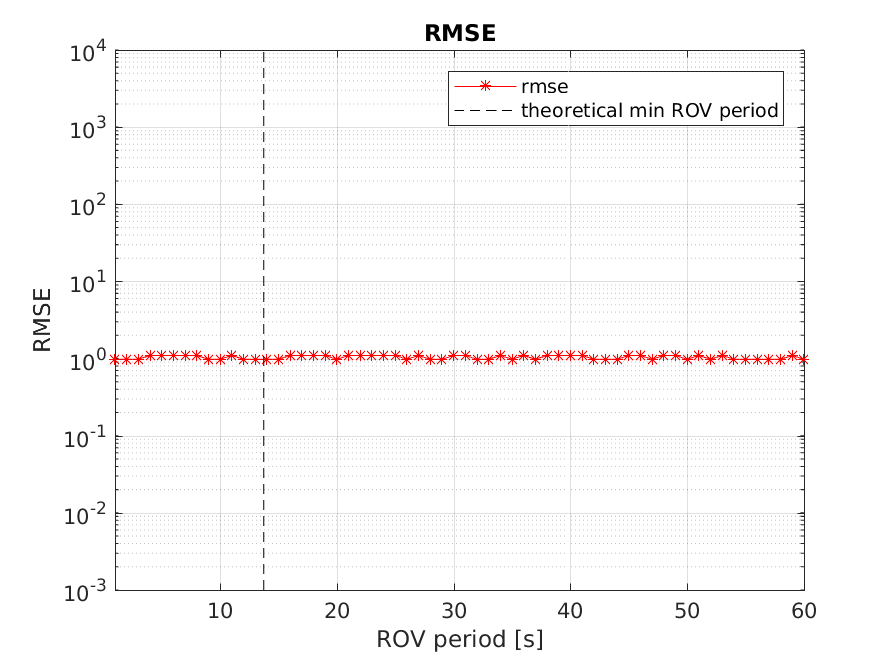 RMSE
10^4
10^3
10^2
10^1
10^0
10^-1
10^-2
10^-3
RMSE
rmse
theoretical min ROV period
10 20 30 40 50 60
ROV period [s]